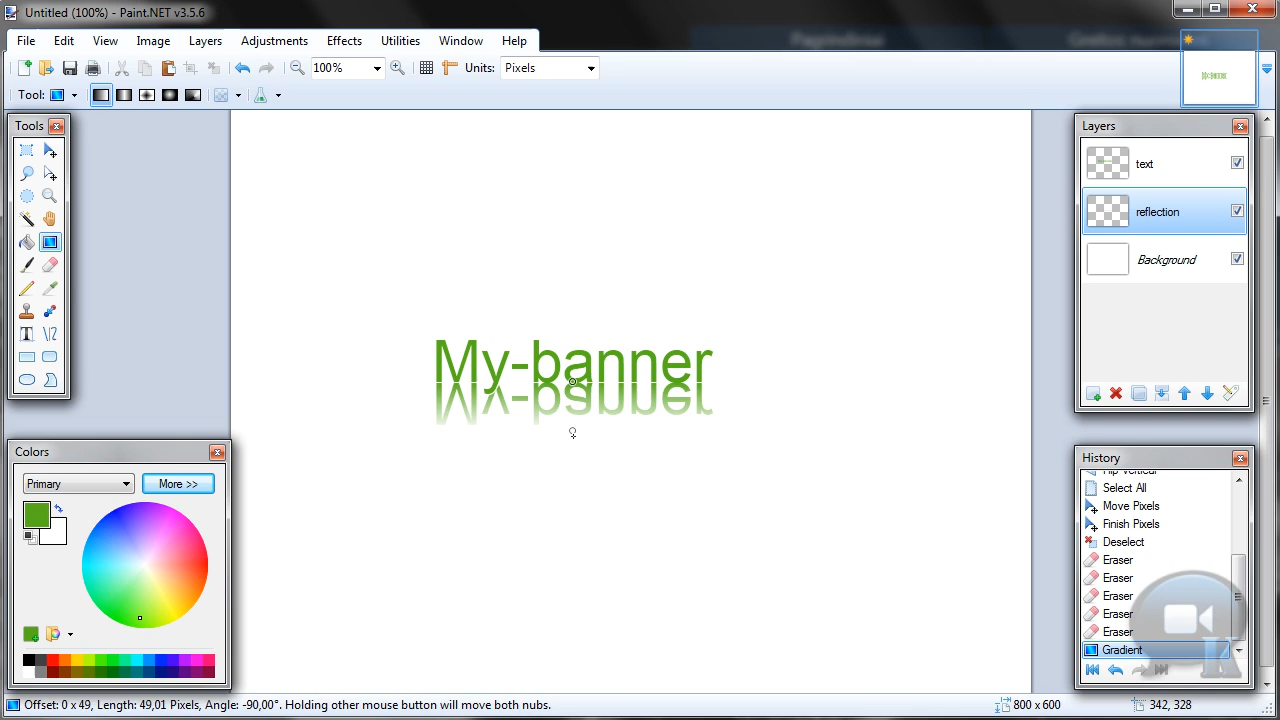 Untitled (100%) - Paint.NET v3.5.6
File Edit View Image Layers Adjustments Effects Utilities Window Help
100% Units: Pixels
Tool:
Tools
Layers
text
reflection
Background
My-banner
Colors
Primary
More >>
History
Flip Vertical
Select All
Move Pixels
Finish Pixels
Deselect
Eraser
Eraser
Eraser
Eraser
Eraser
Gradient
K
Offset: 0 x 49, Length: 49,01 Pixels, Angle: -90,00°. Holding other mouse button will move both nubs.
800 x 600
342, 328